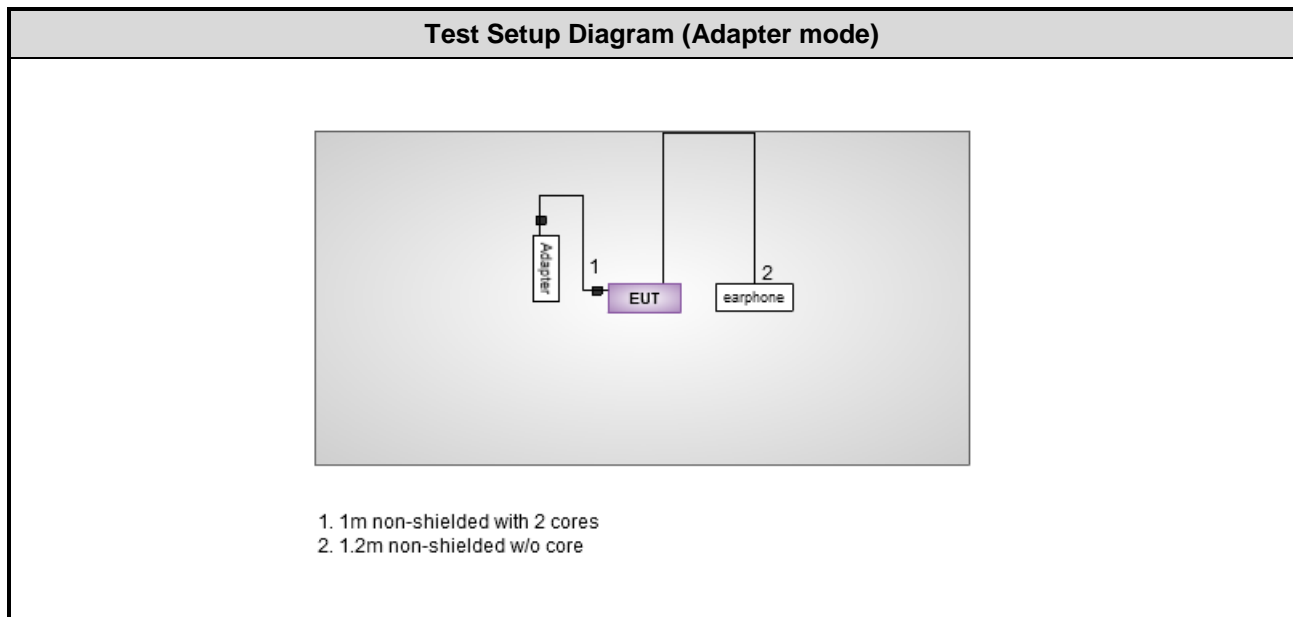 Test Setup Diagram (Adapter mode)
Adapter
1
EUT
2
earphone
1. 1m non-shielded with 2 cores
2. 1.2m non-shielded w/o core